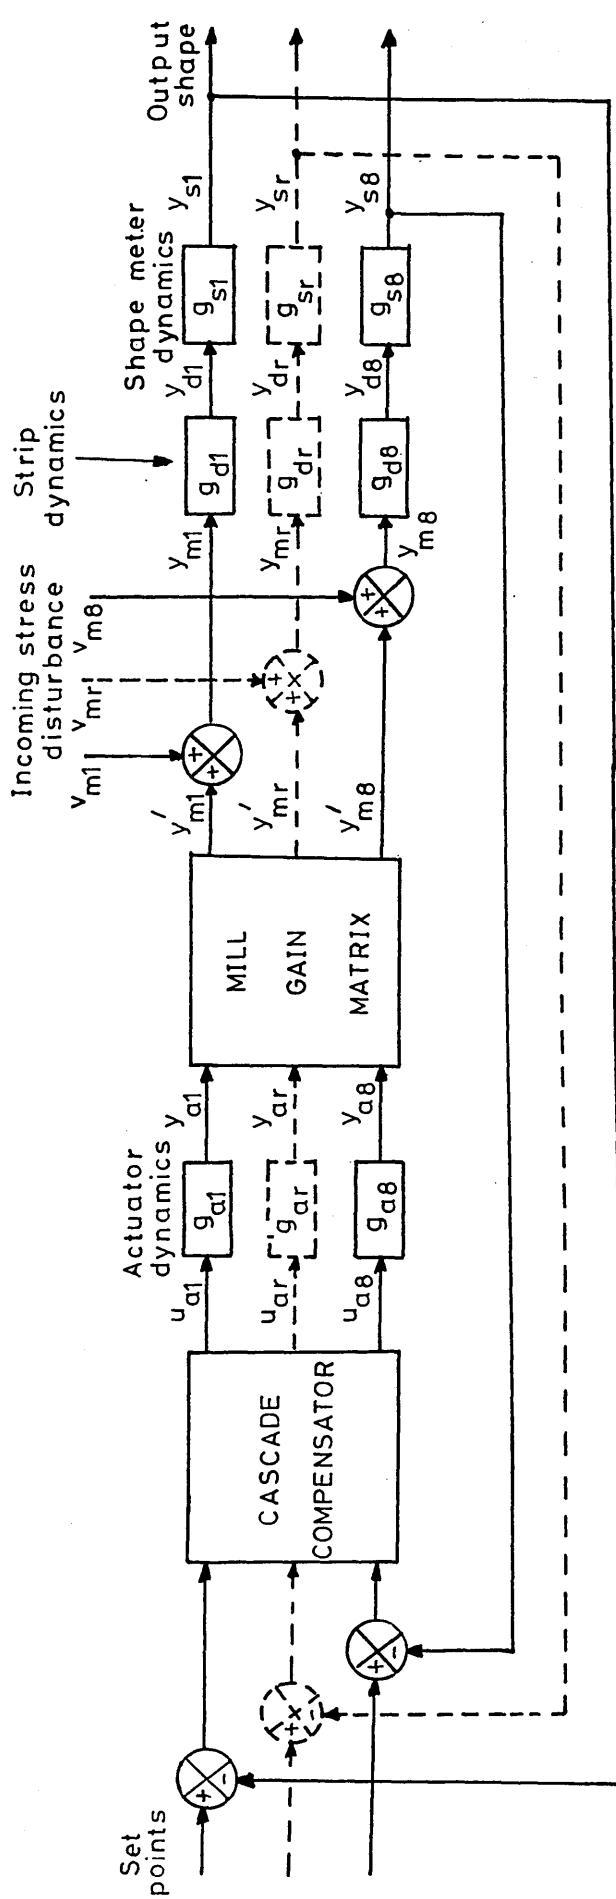 Set
points
+
-
+
-
+
-
CASCADE
COMPENSATOR
u_a1
u_ar
u_a8
Actuator
dynamics
g_a1
g_ar
g_a8
y_a1
y_ar
y_a8
MILL
GAIN
MATRIX
y'_m1
y'_mr
y'_m8
Incoming stress
disturbance
v_m1
v_mr
v_m8
+
+
+
+
+
+
y_m1
y_mr
y_m8
Strip
dynamics
g_d1
g_dr
g_d8
y_d1
y_dr
y_d8
Shape meter
dynamics
g_s1
g_sr
g_s8
y_s1
y_sr
y_s8
Output
shape